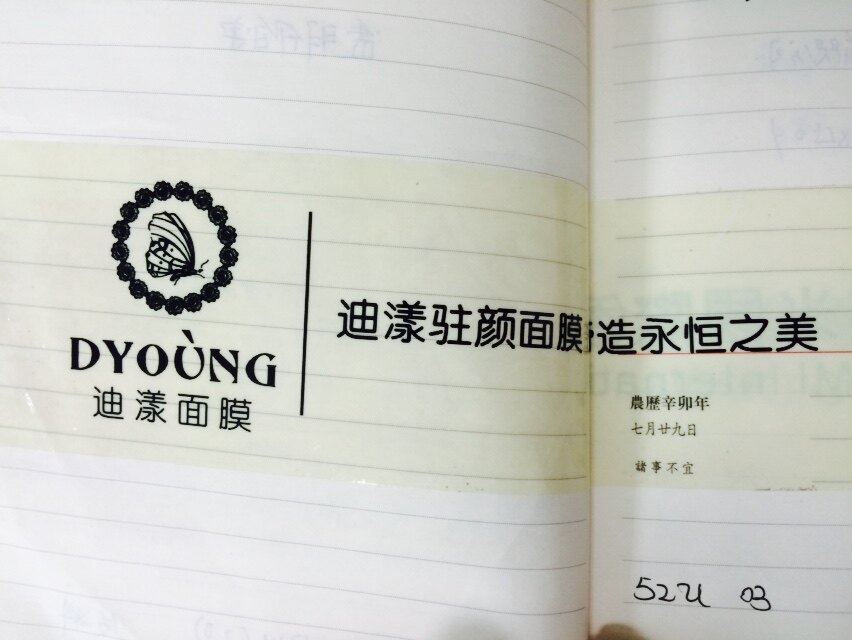 DYOÙNG
迪漾面膜
迪漾驻颜面膜 造永恒之美
農歷辛卯年
七月廿九日
諸事不宜
03